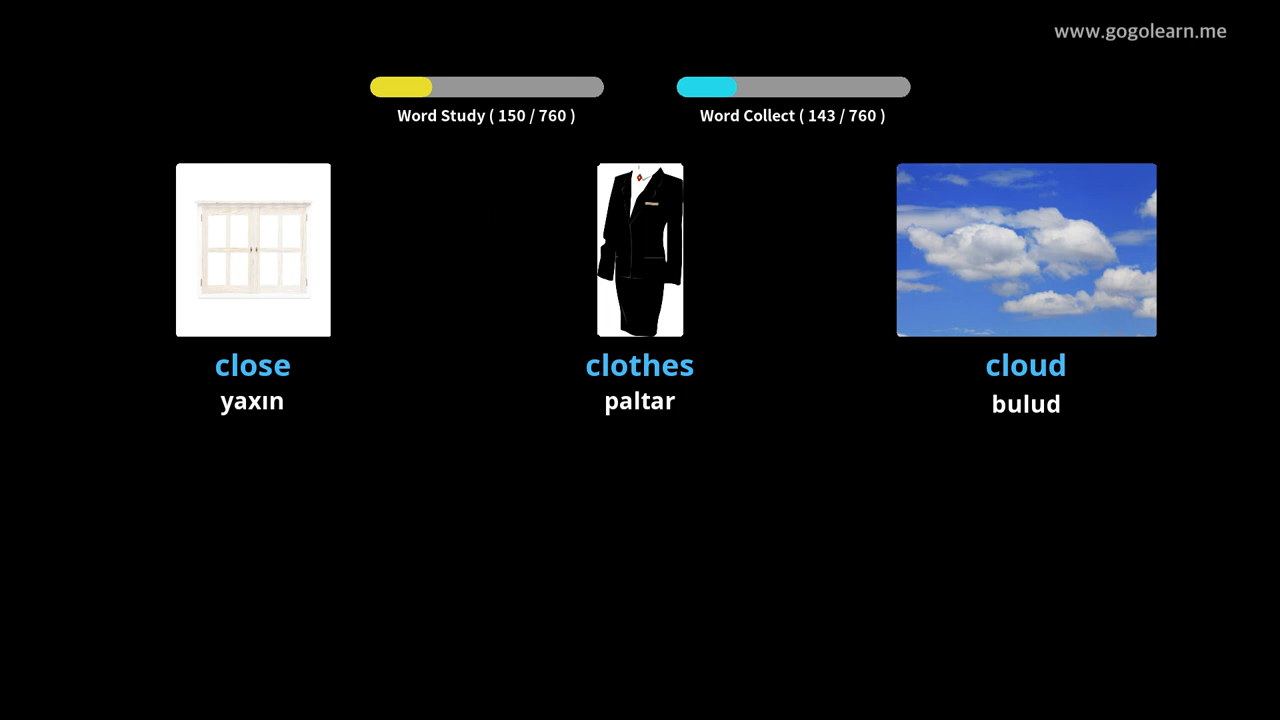 www.gogolearn.me
Word Study ( 150 / 760 )
Word Collect ( 143 / 760 )
close
clothes
cloud
yaxın
paltar
bulud